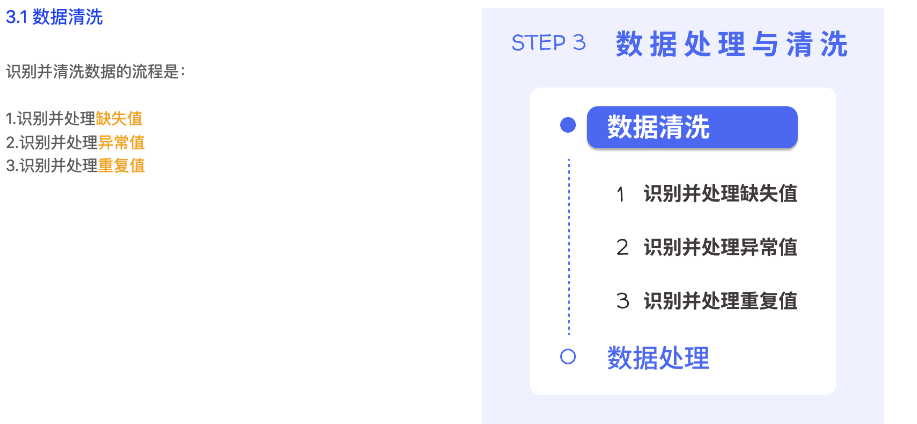 3.1 数据清洗
识别并清洗数据的流程是：
1.识别并处理缺失值
2.识别并处理异常值
3.识别并处理重复值
STEP 3 数据处理与清洗
数据清洗
1 识别并处理缺失值
2 识别并处理异常值
3 识别并处理重复值
数据处理